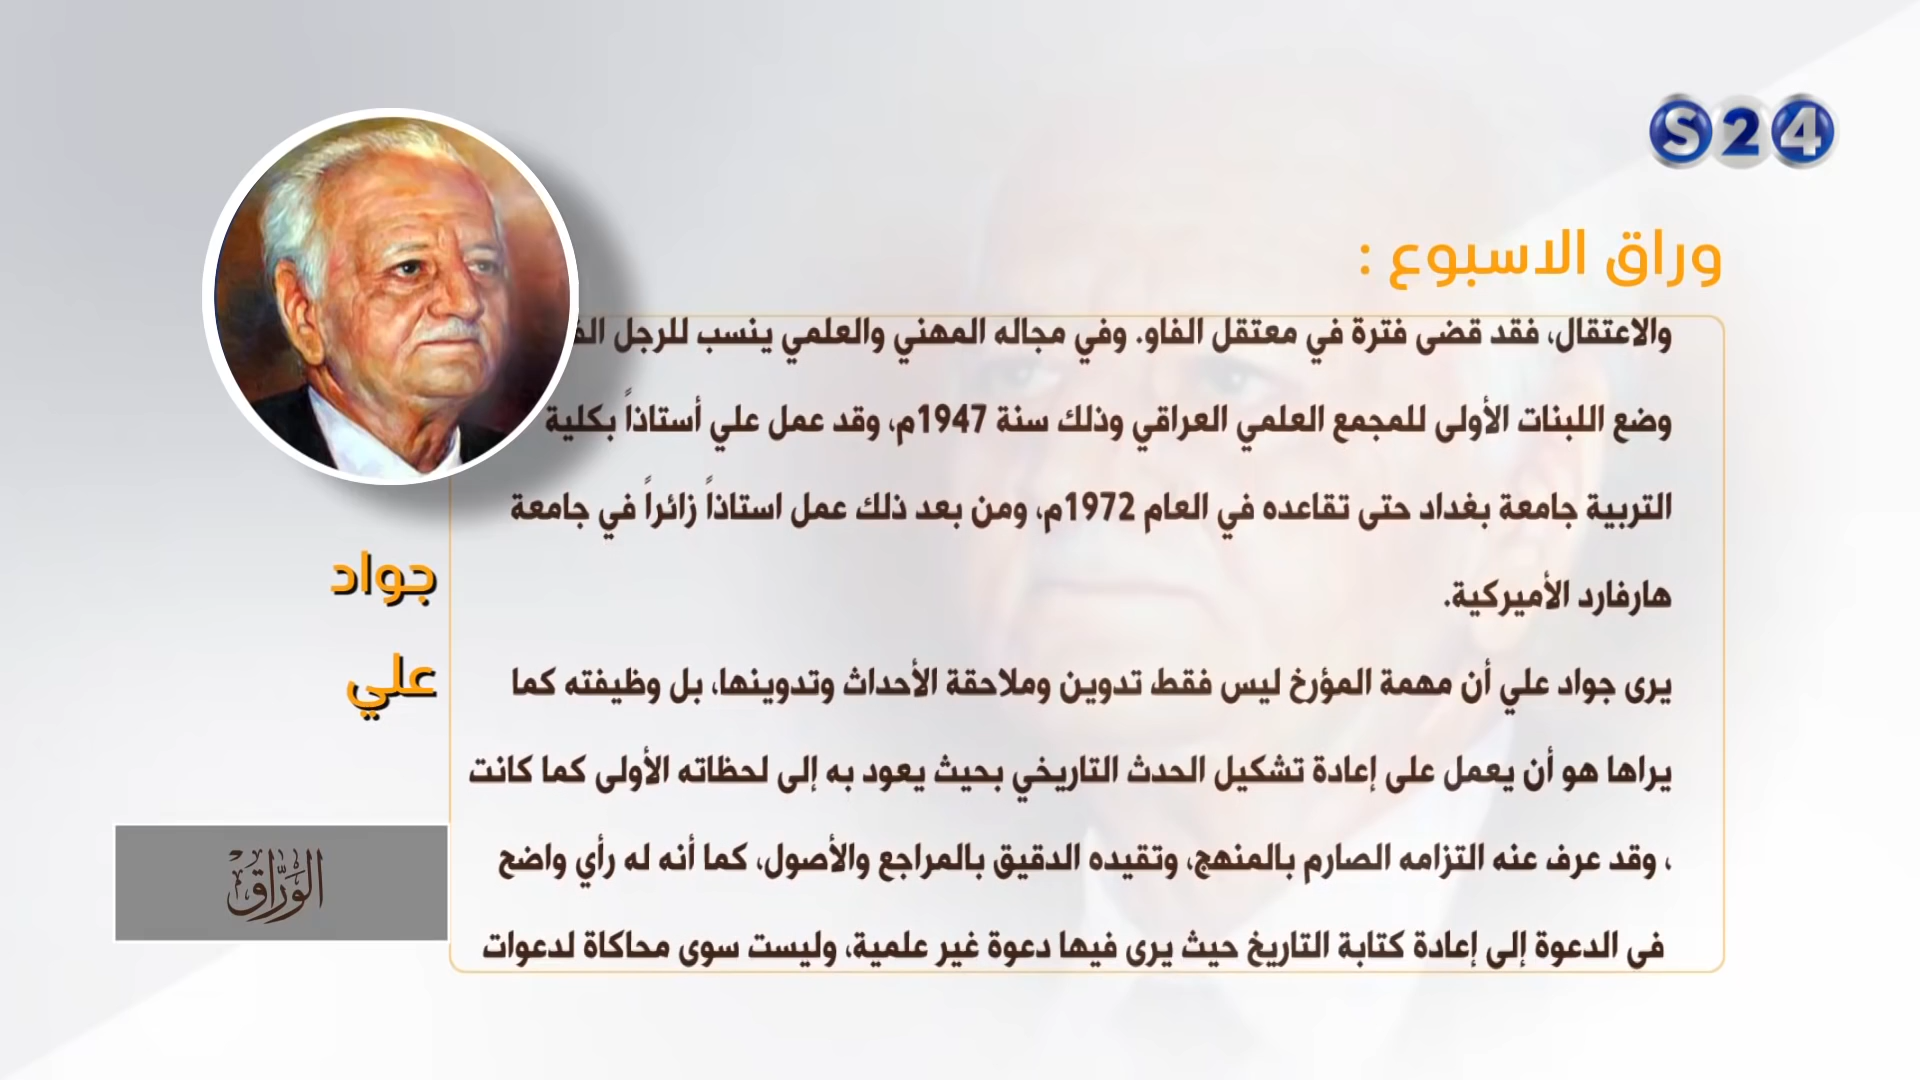 S24
وراق الاسبوع :
والاعتقال، فقد قضى فترة في معتقل الفاو. وفي مجاله المهني والعلمي ينسب للرجل
وضع اللبنات الأولى للمجمع العلمي العراقي وذلك سنة 1947م، وقد عمل علي أستاذاً بكلية
التربية جامعة بغداد حتى تقاعده في العام 1972م، ومن بعد ذلك عمل استاذاً زائراً في جامعة
هارفارد الأميركية.
يرى جواد علي أن مهمة المؤرخ ليس فقط تدوين وملاحقة الأحداث وتدوينها، بل وظيفته كما
يراها هو أن يعمل على إعادة تشكيل الحدث التاريخي بحيث يعود به إلى لحظاته الأولى كما كانت
، وقد عرف عنه التزامه الصارم بالمنهج، وتقيده الدقيق بالمراجع والأصول، كما أنه له رأي واضح
في الدعوة إلى إعادة كتابة التاريخ حيث يرى فيها دعوة غير علمية، وليست سوى محاكاة لدعوات
جواد
علي
الورّاق